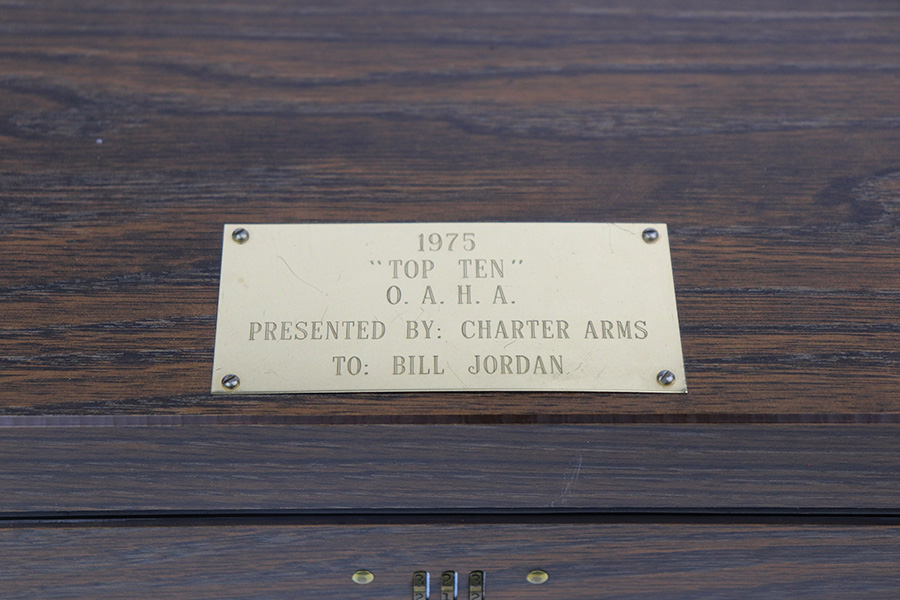 1975
"TOP TEN"
O. A. H. A.
PRESENTED BY: CHARTER ARMS
TO: BILL JORDAN